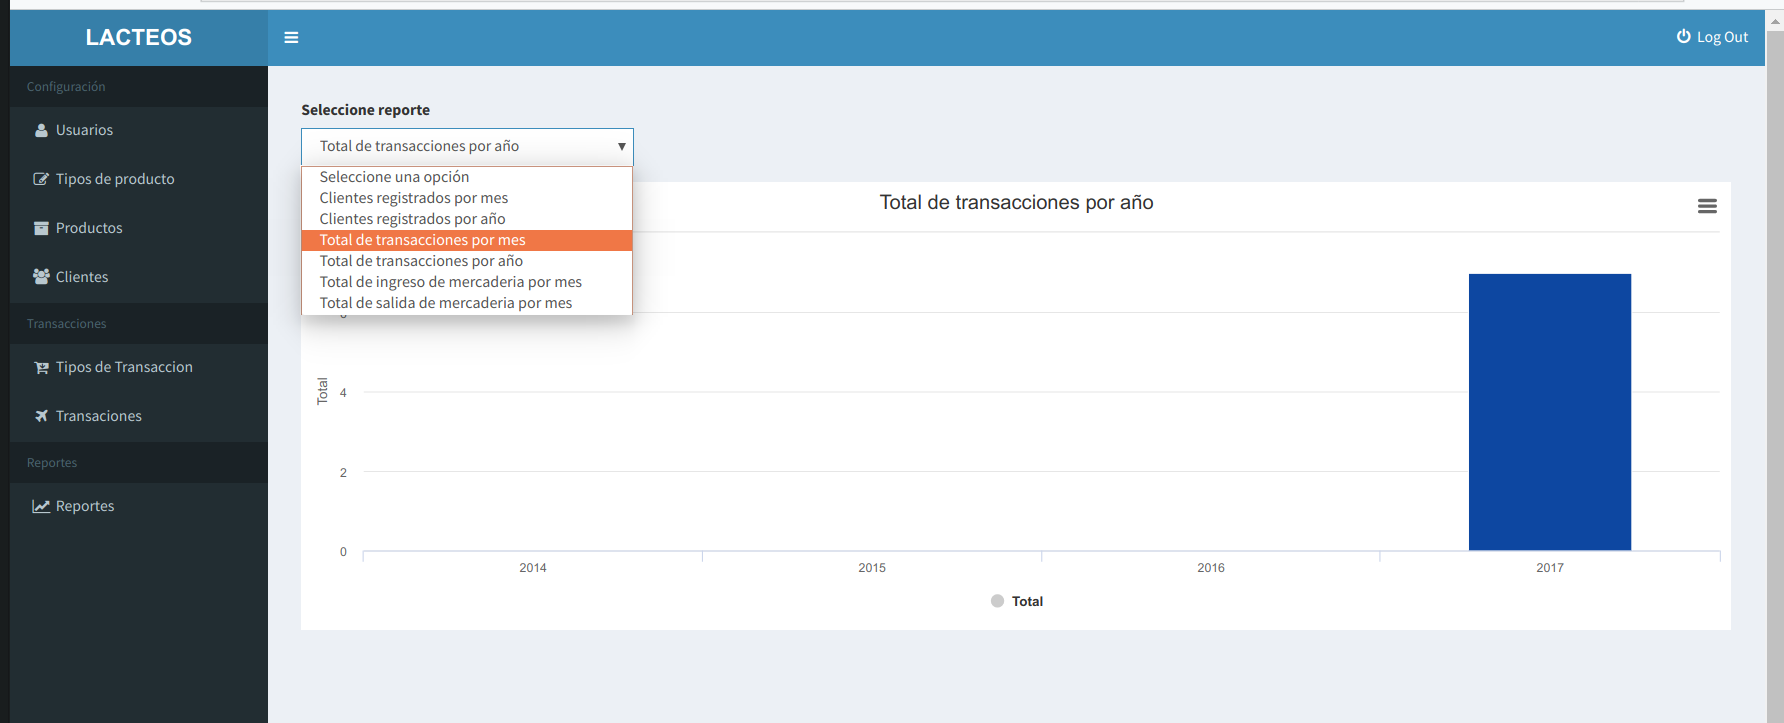 LACTEOS
Log Out
Configuración
Usuarios
Tipos de producto
Productos
Clientes
Transacciones
Tipos de Transaccion
Transaciones
Reportes
Reportes
Seleccione reporte
Total de transacciones por año
Seleccione una opción
Clientes registrados por mes
Clientes registrados por año
Total de transacciones por mes
Total de transacciones por año
Total de ingreso de mercaderia por mes
Total de salida de mercaderia por mes
Total de transacciones por año
Total
4
2
0
2014
2015
2016
2017
Total